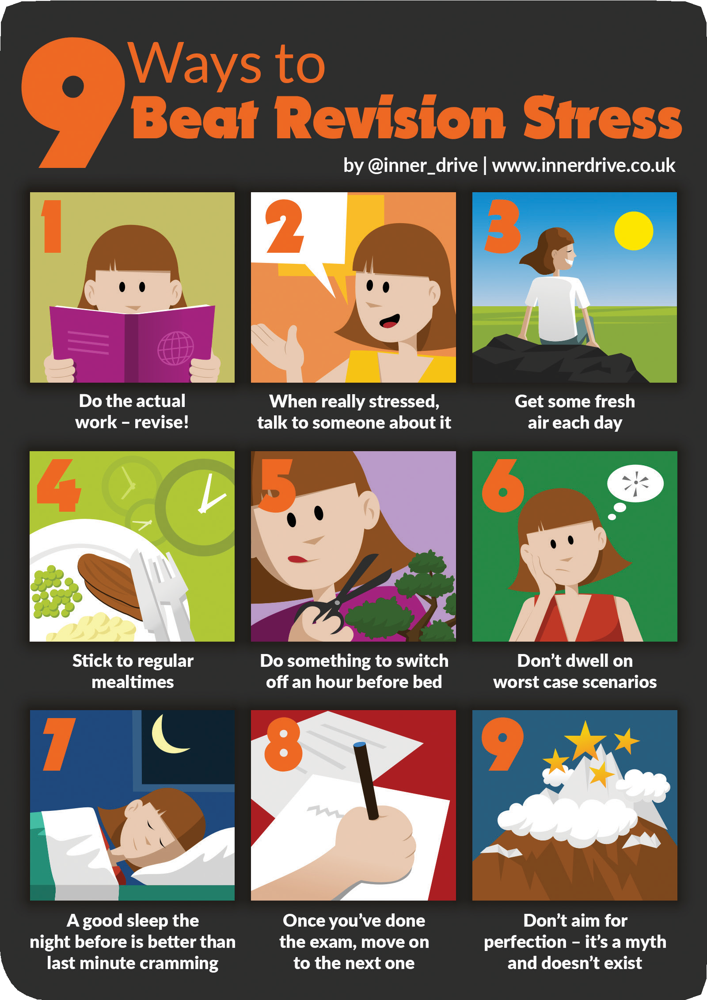 9 Ways to
Beat Revision Stress
by @inner_drive | www.innerdrive.co.uk
1
2
3
Do the actual
work – revise!
When really stressed,
talk to someone about it
Get some fresh
air each day
4
5
6
Stick to regular
mealtimes
Do something to switch
off an hour before bed
Don't dwell on
worst case scenarios
7
8
9
A good sleep the
night before is better than
last minute cramming
Once you've done
the exam, move on
to the next one
Don't aim for
perfection – it's a myth
and doesn't exist